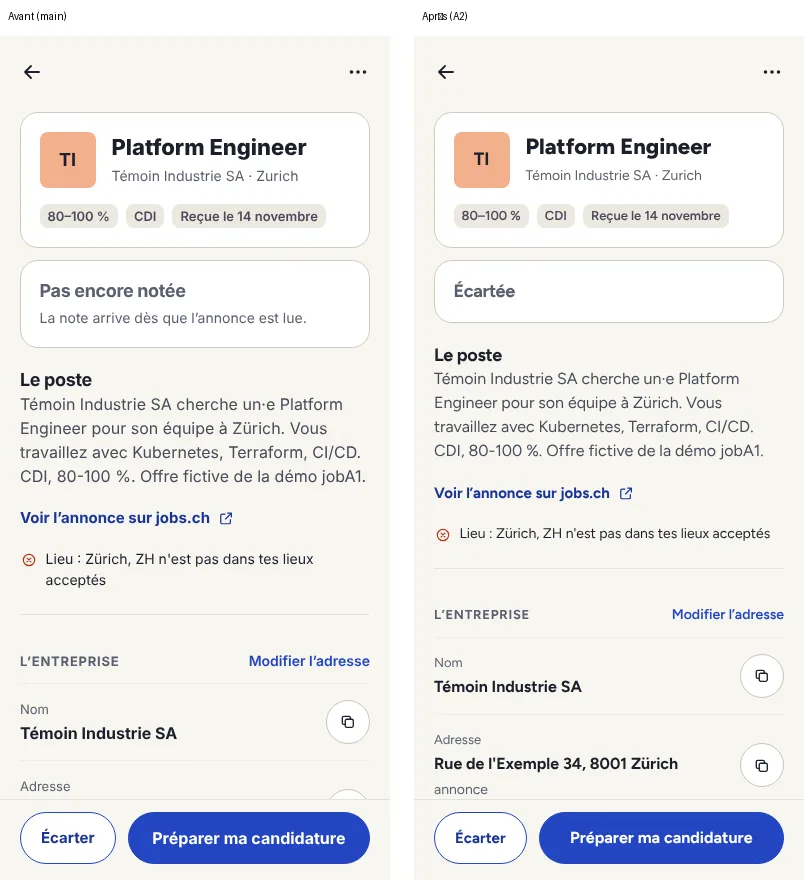 Avant (main)
TI
Platform Engineer
Témoin Industrie SA · Zurich
80–100 %
CDI
Reçue le 14 novembre
Pas encore notée
La note arrive dès que l’annonce est lue.
Le poste
Témoin Industrie SA cherche un·e Platform
Engineer pour son équipe à Zürich. Vous
travaillez avec Kubernetes, Terraform, CI/CD.
CDI, 80-100 %. Offre fictive de la démo jobA1.
Voir l’annonce sur jobs.ch
Lieu : Zürich, ZH n'est pas dans tes lieux
acceptés
L’ENTREPRISE
Modifier l’adresse
Nom
Témoin Industrie SA
Adresse
Écarter
Préparer ma candidature
(A2)
TI
Platform Engineer
Témoin Industrie SA · Zurich
80–100 %
CDI
Reçue le 14 novembre
Écartée
Le poste
Témoin Industrie SA cherche un·e Platform
Engineer pour son équipe à Zürich. Vous
travaillez avec Kubernetes, Terraform, CI/CD.
CDI, 80-100 %. Offre fictive de la démo jobA1.
Voir l’annonce sur jobs.ch
Lieu : Zürich, ZH n'est pas dans tes lieux acceptés
L’ENTREPRISE
Modifier l’adresse
Nom
Témoin Industrie SA
Adresse
Rue de l'Exemple 34, 8001 Zürich
annonce
Écarter
Préparer ma candidature